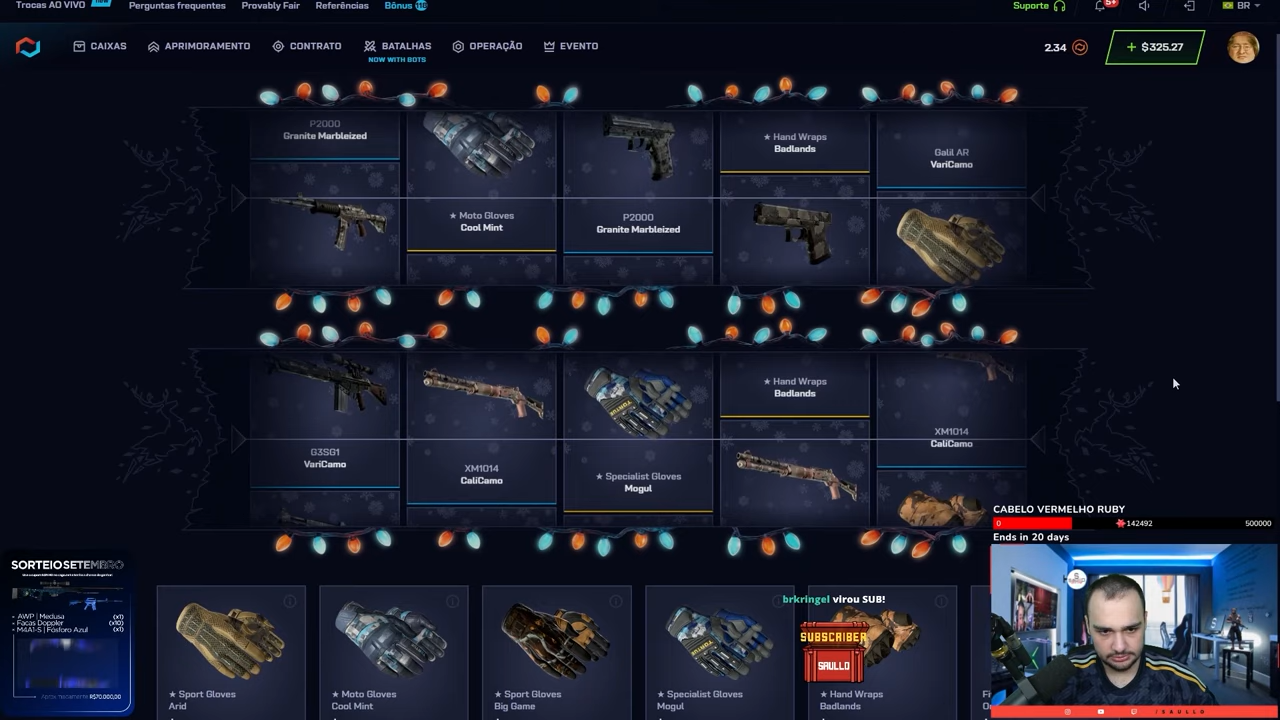 Trocas AO VIVO
Perguntas frequentes
Provably Fair
Referências
Bônus
Suporte
5+
BR
CAIXAS
APRIMORAMENTO
CONTRATO
BATALHAS
NOW WITH BOTS
OPERAÇÃO
EVENTO
2.34
+ $325.27
P2000
Granite Marbleized
★ Moto Gloves
Cool Mint
P2000
Granite Marbleized
★ Hand Wraps
Badlands
Galil AR
VariCamo
G3SG1
VariCamo
XM1014
CaliCamo
★ Specialist Gloves
Mogul
★ Hand Wraps
Badlands
XM1014
CaliCamo
CABELO VERMELHO RUBY
0
142492
500000
Ends in 20 days
SORTEIO SETEMBRO
• AWP | Medusa (x1)
• Facas Doppler (x10)
• M4A1-S | Fósforo Azul (x1)
R$70.000,00
brkringel virou SUB!
SUBSCRIBER
SAULLO
★ Sport Gloves
Arid
★ Moto Gloves
Cool Mint
★ Sport Gloves
Big Game
★ Specialist Gloves
Mogul
★ Hand Wraps
Badlands
/SAULLO